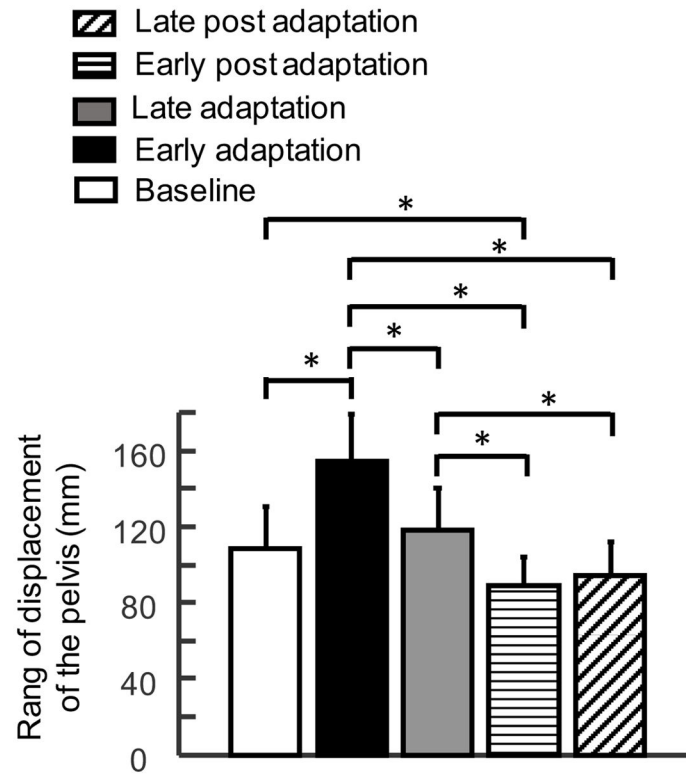 Late post adaptation
Early post adaptation
Late adaptation
Early adaptation
Baseline
*
*
*
*
*
*
*
Rang of displacement
of the pelvis (mm)
160
120
80
40
0